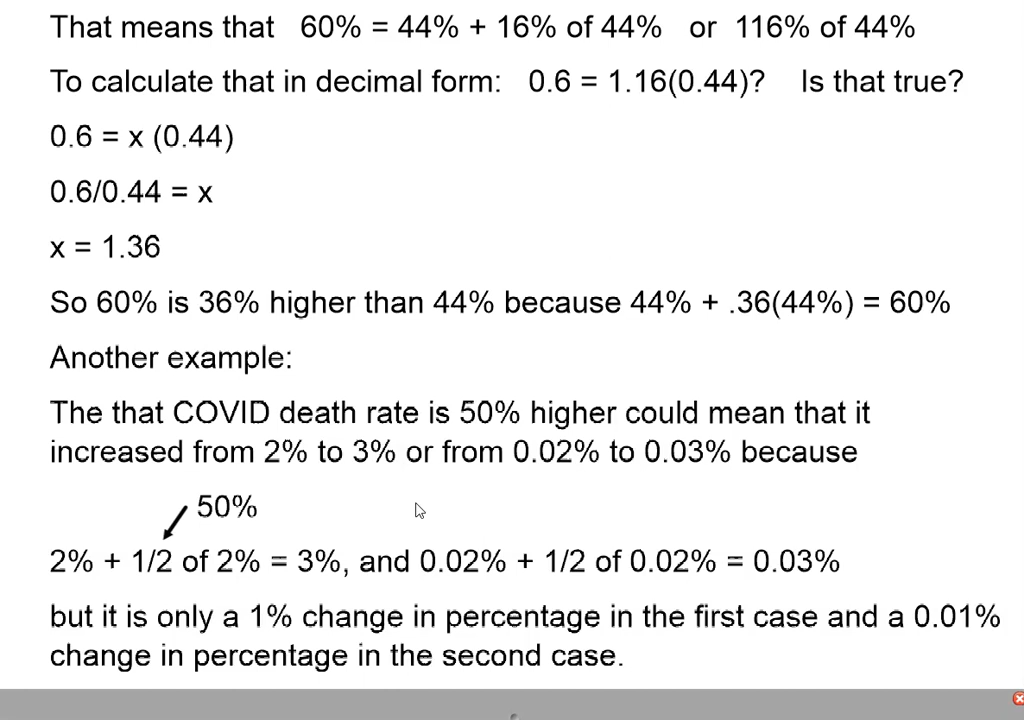 That means that 60% = 44% + 16% of 44% or 116% of 44%
To calculate that in decimal form: 0.6 = 1.16(0.44)? Is that true?
0.6 = x (0.44)
0.6/0.44 = x
x = 1.36
So 60% is 36% higher than 44% because 44% + .36(44%) = 60%
Another example:
The that COVID death rate is 50% higher could mean that it
increased from 2% to 3% or from 0.02% to 0.03% because
50%
2% + 1/2 of 2% = 3%, and 0.02% + 1/2 of 0.02% = 0.03%
but it is only a 1% change in percentage in the first case and a 0.01%
change in percentage in the second case.